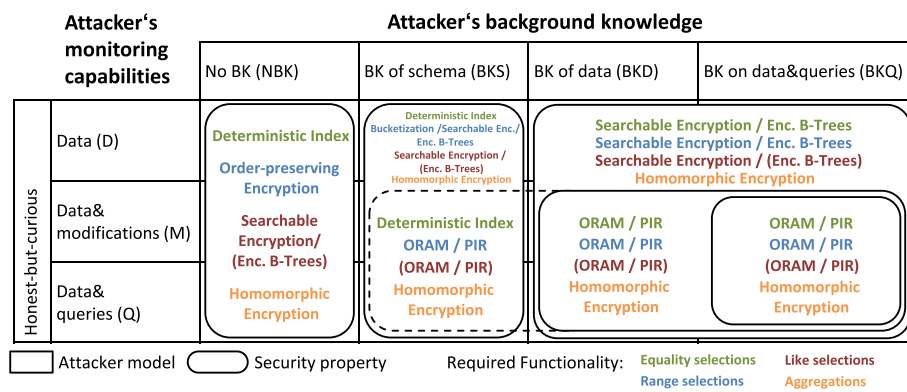 Attacker‘s
monitoring
capabilities
Attacker‘s background knowledge
No BK (NBK)
BK of schema (BKS)
BK of data (BKD)
BK on data&queries (BKQ)
Honest-but-curious
Data (D)
Data&
modifications (M)
Data&
queries (Q)
Deterministic Index
Order-preserving
Encryption
Searchable
Encryption/
(Enc. B-Trees)
Homomorphic
Encryption
Deterministic Index
Bucketization /Searchable Enc./
Enc. B-Trees
Searchable Encryption /
(Enc. B-Trees)
Homomorphic Encryption
Deterministic Index
ORAM / PIR
(ORAM / PIR)
Homomorphic
Encryption
Searchable Encryption / Enc. B-Trees
Searchable Encryption / Enc. B-Trees
Searchable Encryption / (Enc. B-Trees)
Homomorphic Encryption
ORAM / PIR
ORAM / PIR
(ORAM / PIR)
Homomorphic
Encryption
ORAM / PIR
ORAM / PIR
(ORAM / PIR)
Homomorphic
Encryption
Attacker model
Security property
Required Functionality:
Equality selections
Like selections
Range selections
Aggregations